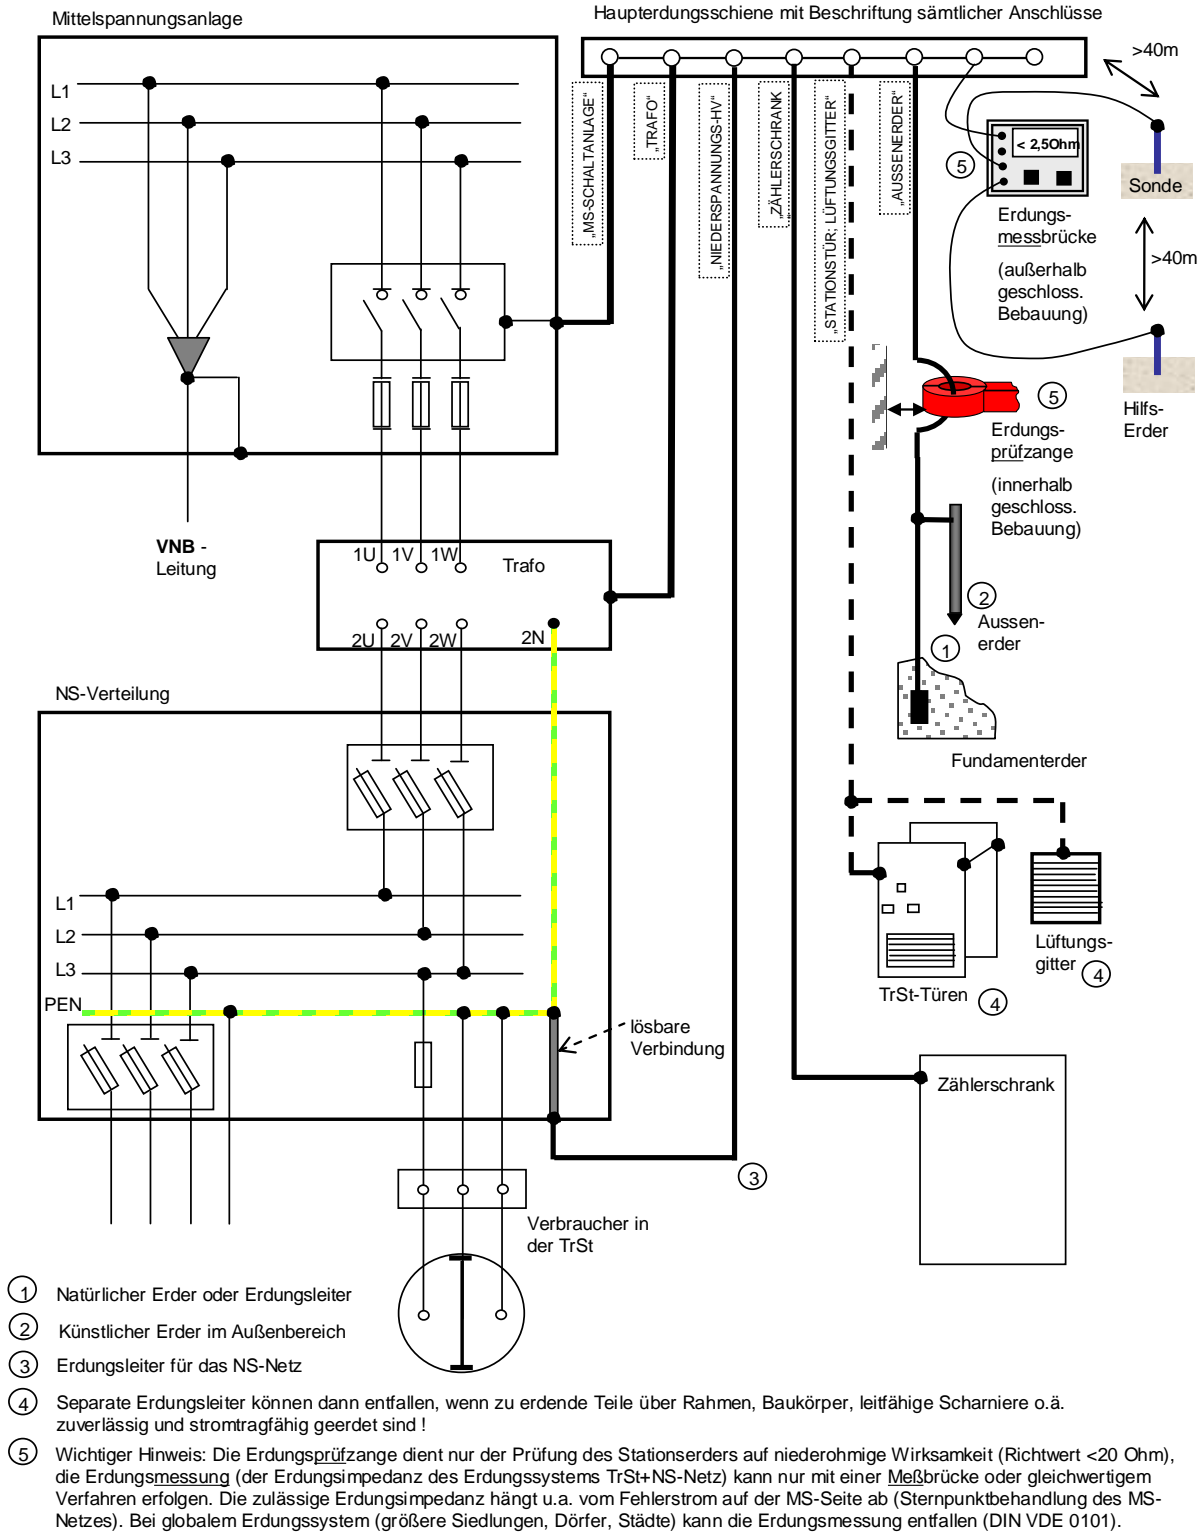 Mittelspannungsanlage
Haupterdungsschiene mit Beschriftung sämtlicher Anschlüsse
L1
L2
L3
„MS-SCHALTANLAGE“
„TRAFO“
„NIEDERSPANNUNGS-HV“
„ZÄHLERSCHRANK
„STATIONSTÜR; LÜFTUNGSGITTER“
„AUSSENERDER“
>40m
< 2,5Ohm
5
Sonde
Erdungs-
messbrücke
(außerhalb
geschloss.
Bebauung)
>40m
Hilfs-
Erder
5
Erdungs-
prüfzange
(innerhalb
geschloss.
Bebauung)
VNB -
Leitung
1U 1V 1W
Trafo
2U 2V 2W 2N
2
Aussen-
erder
1
Fundamenterder
NS-Verteilung
L1
L2
L3
PEN
lösbare
Verbindung
Lüftungs-
gitter 4
TrSt-Türen 4
Zählerschrank
3
Verbraucher in
der TrSt
1 Natürlicher Erder oder Erdungsleiter
2 Künstlicher Erder im Außenbereich
3 Erdungsleiter für das NS-Netz
4 Separate Erdungsleiter können dann entfallen, wenn zu erdende Teile über Rahmen, Baukörper, leitfähige Scharniere o.ä.
zuverlässig und stromtragfähig geerdet sind !
5 Wichtiger Hinweis: Die Erdungsprüfzange dient nur der Prüfung des Stationserders auf niederohmige Wirksamkeit (Richtwert <20 Ohm),
die Erdungsmessung (der Erdungsimpedanz des Erdungssystems TrSt+NS-Netz) kann nur mit einer Meßbrücke oder gleichwertigem
Verfahren erfolgen. Die zulässige Erdungsimpedanz hängt u.a. vom Fehlerstrom auf der MS-Seite ab (Sternpunktbehandlung des MS-
Netzes). Bei globalem Erdungssystem (größere Siedlungen, Dörfer, Städte) kann die Erdungsmessung entfallen (DIN VDE 0101).